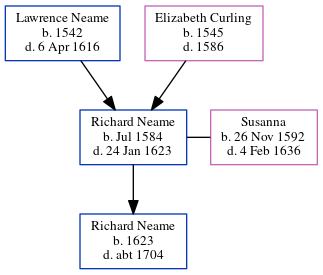 Lawrence Neame
b. 1542
d. 6 Apr 1616
Elizabeth Curling
b. 1545
d. 1586
Richard Neame
b. Jul 1584
d. 24 Jan 1623
Susanna
b. 26 Nov 1592
d. 4 Feb 1636
Richard Neame
b. 1623
d. abt 1704